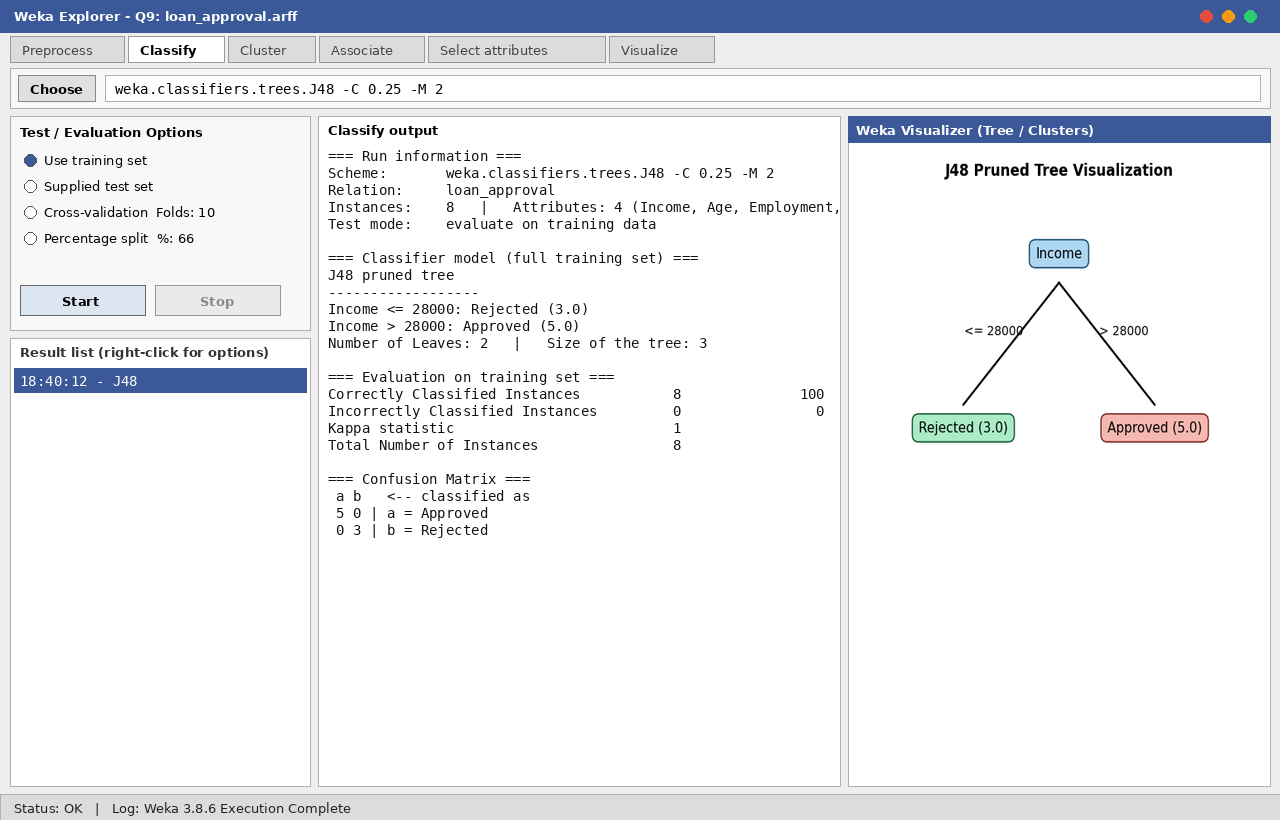 Weka Explorer - Q9: loan_approval.arff
Preprocess
Classify
Cluster
Associate
Select attributes
Visualize
Choose
weka.classifiers.trees.J48 -C 0.25 -M 2
Test / Evaluation Options
Use training set
Supplied test set
Cross-validation  Folds: 10
Percentage split  %: 66
Start
Stop
Result list (right-click for options)
18:40:12 - J48
Classify output
=== Run information ===
Scheme:       weka.classifiers.trees.J48 -C 0.25 -M 2
Relation:     loan_approval
Instances:    8   |   Attributes: 4 (Income, Age, Employment,
Test mode:    evaluate on training data
=== Classifier model (full training set) ===
J48 pruned tree
------------------
Income <= 28000: Rejected (3.0)
Income > 28000: Approved (5.0)
Number of Leaves: 2   |   Size of the tree: 3
=== Evaluation on training set ===
Correctly Classified Instances           8              100
Incorrectly Classified Instances         0                0
Kappa statistic                          1
Total Number of Instances                8
=== Confusion Matrix ===
a b   <-- classified as
5 0 | a = Approved
0 3 | b = Rejected
Weka Visualizer (Tree / Clusters)
J48 Pruned Tree Visualization
Income
<= 28000
> 28000
Rejected (3.0)
Approved (5.0)
Status: OK   |   Log: Weka 3.8.6 Execution Complete